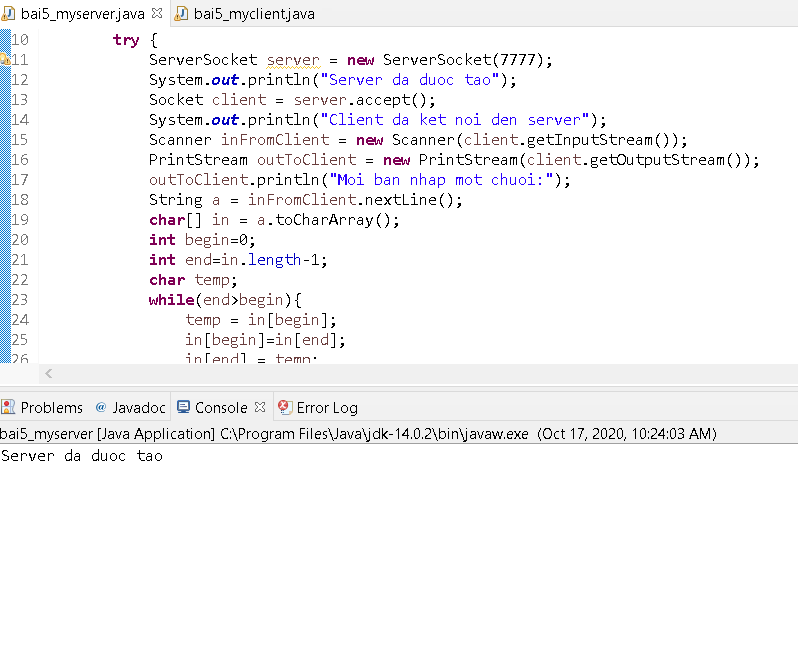 bai5_myserver.java bai5_myclient.java
10 try {
11 ServerSocket server = new ServerSocket(7777);
12 System.out.println("Server da duoc tao");
13 Socket client = server.accept();
14 System.out.println("Client da ket noi den server");
15 Scanner inFromClient = new Scanner(client.getInputStream());
16 PrintStream outToClient = new PrintStream(client.getOutputStream());
17 outToClient.println("Moi ban nhap mot chuoi:");
18 String a = inFromClient.nextLine();
19 char[] in = a.toCharArray();
20 int begin=0;
21 int end=in.length-1;
22 char temp;
23 while(end>begin){
24 temp = in[begin];
25 in[begin]=in[end];
26 in[end] = temp;
Problems @ Javadoc Console Error Log
bai5_myserver [Java Application] C:\Program Files\Java\jdk-14.0.2\bin\javaw.exe (Oct 17, 2020, 10:24:03 AM)
Server da duoc tao